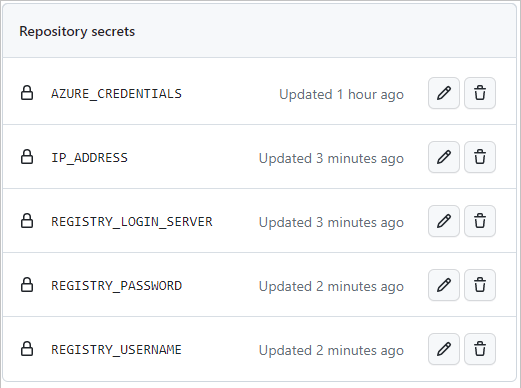 Repository secrets
AZURE_CREDENTIALS Updated 1 hour ago
IP_ADDRESS Updated 3 minutes ago
REGISTRY_LOGIN_SERVER Updated 3 minutes ago
REGISTRY_PASSWORD Updated 2 minutes ago
REGISTRY_USERNAME Updated 2 minutes ago